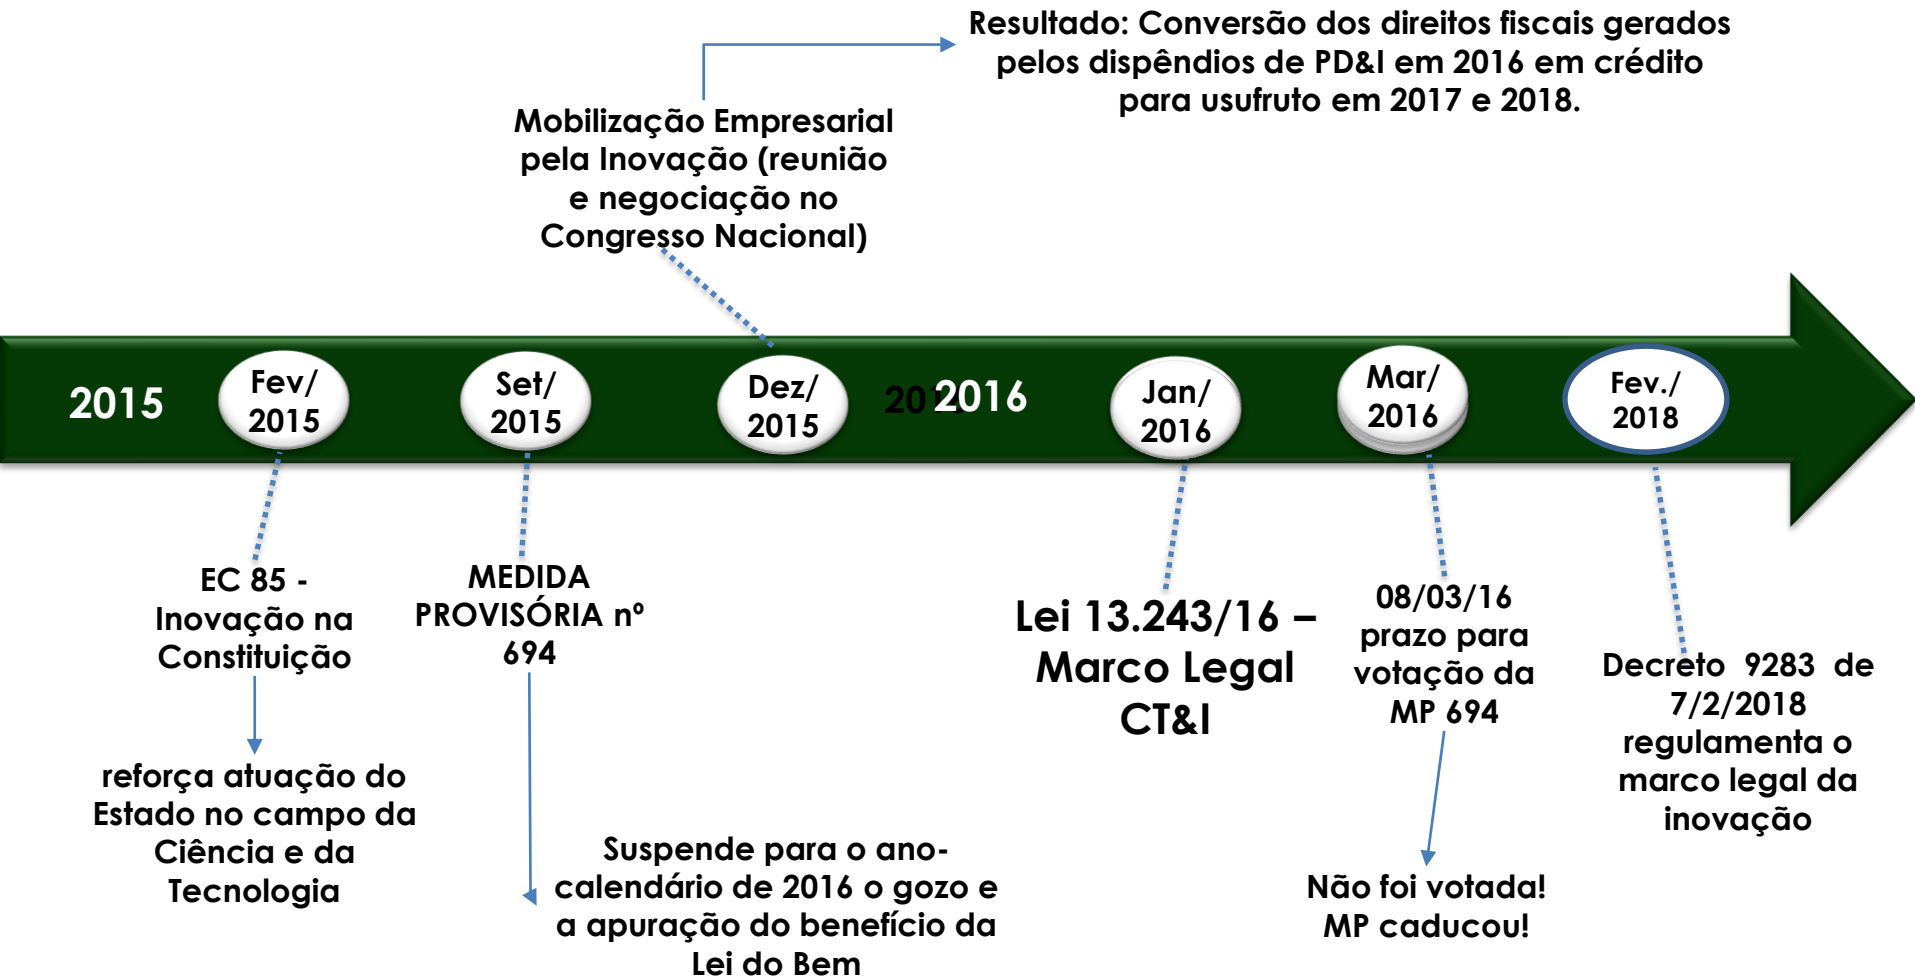 Resultado: Conversão dos direitos fiscais gerados
pelos dispêndios de PD&I em 2016 em crédito
para usufruto em 2017 e 2018.
Mobilização Empresarial
pela Inovação (reunião
e negociação no
Congresso Nacional)
2015
Fev/
2015
Set/
2015
Dez/
2015
2016
Jan/
2016
Mar/
2016
Fev./
2018
EC 85 -
Inovação na
Constituição
reforça atuação do
Estado no campo da
Ciência e da
Tecnologia
MEDIDA
PROVISÓRIA nº
694
Suspende para o ano-
calendário de 2016 o gozo e
a apuração do benefício da
Lei do Bem
Lei 13.243/16 –
Marco Legal
CT&I
08/03/16
prazo para
votação da
MP 694
Não foi votada!
MP caducou!
Decreto 9283 de
7/2/2018
regulamenta o
marco legal da
inovação